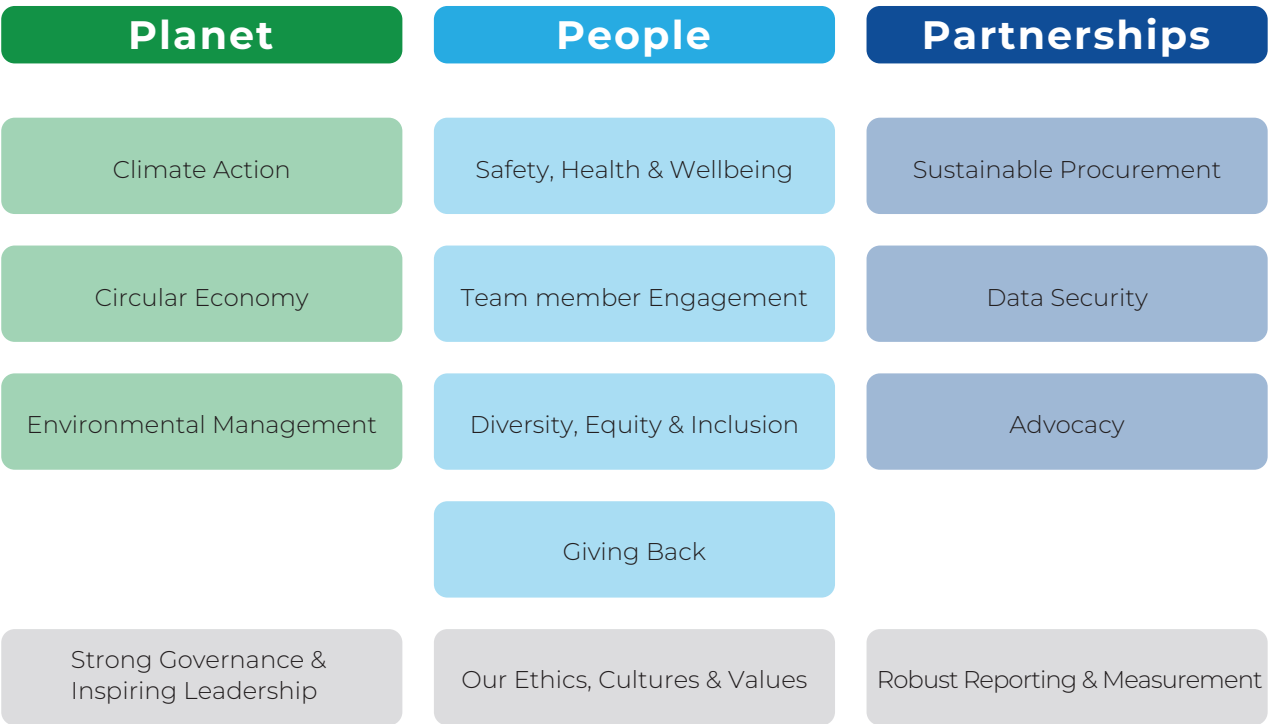 Planet
People
Partnerships
Climate Action
Safety, Health & Wellbeing
Sustainable Procurement
Circular Economy
Team member Engagement
Data Security
Environmental Management
Diversity, Equity & Inclusion
Advocacy
Giving Back
Strong Governance &
Inspiring Leadership
Our Ethics, Cultures & Values
Robust Reporting & Measurement